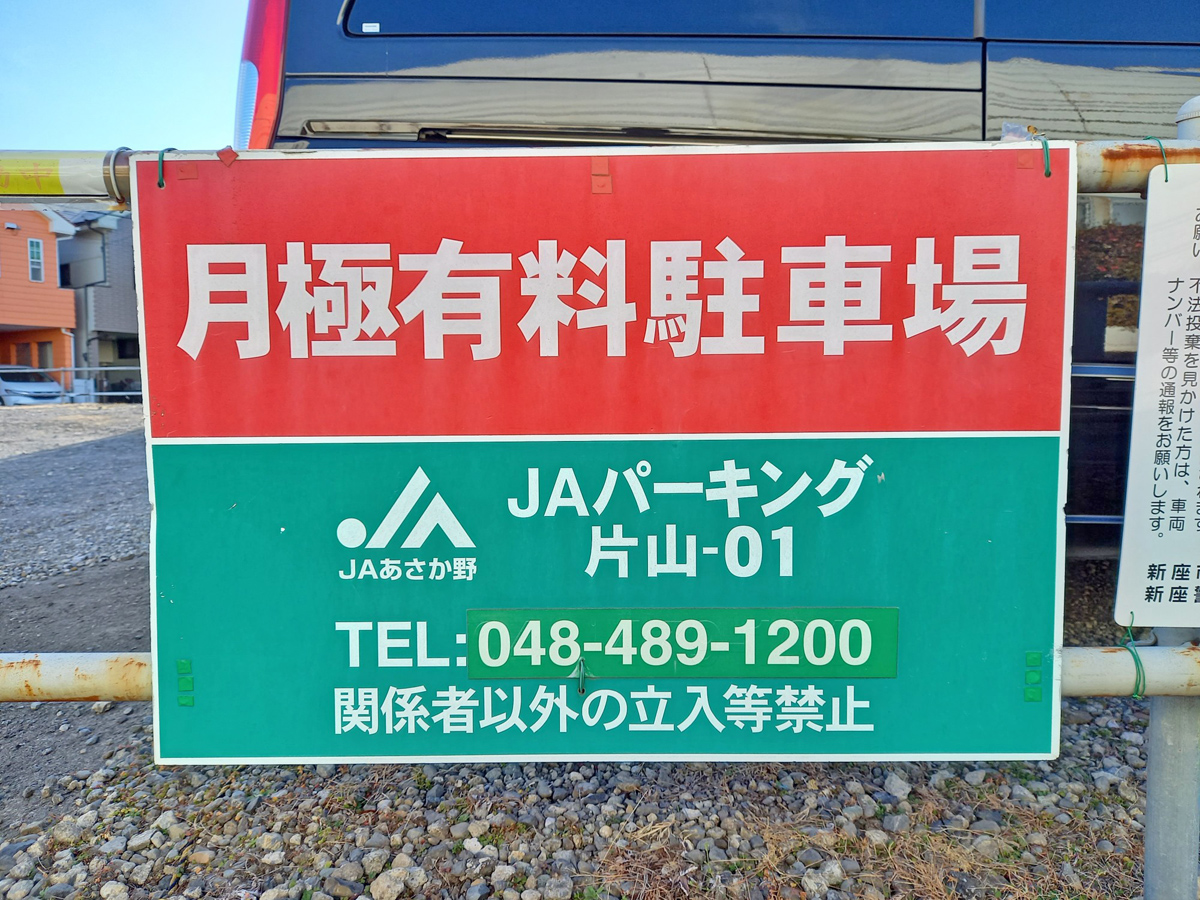 月極有料駐車場
JAパーキング
片山-01
JAあさか野
TEL:048-489-1200
関係者以外の立入等禁止
お願い
不法投棄を見かけた方は、車両
ナンバー等の通報をお願いします。
新座
新座